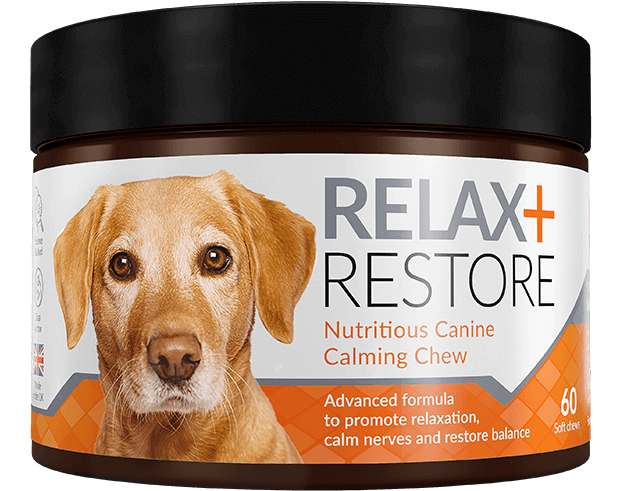 RELAX+
RESTORE
Nutritious Canine
Calming Chew
Advanced formula
to promote relaxation,
calm nerves and restore balance
60
Soft chews